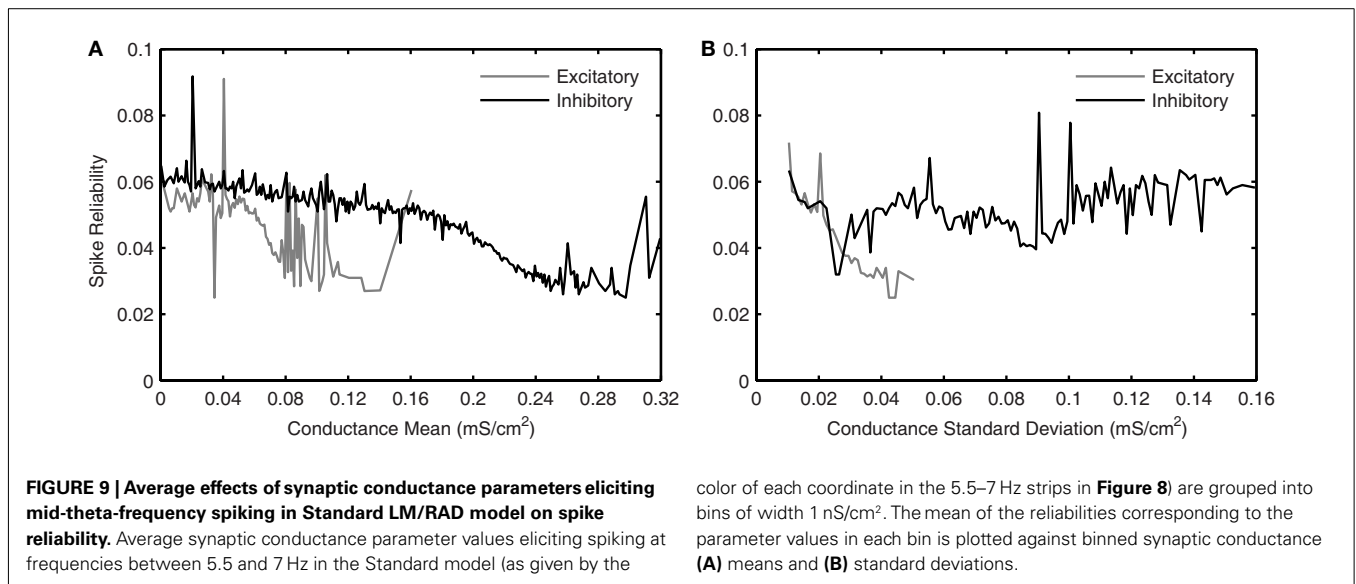 A
0.1
0.08
0.06
0.04
0.02
0
Spike Reliability
Excitatory
Inhibitory
0 0.04 0.08 0.12 0.16 0.2 0.24 0.28 0.32
Conductance Mean (mS/cm²)
B
0.1
0.08
0.06
0.04
0.02
0
Excitatory
Inhibitory
0 0.02 0.04 0.06 0.08 0.1 0.12 0.14 0.16
Conductance Standard Deviation (mS/cm²)
FIGURE 9 | Average effects of synaptic conductance parameters eliciting
mid-theta-frequency spiking in Standard LM/RAD model on spike
reliability. Average synaptic conductance parameter values eliciting spiking at
frequencies between 5.5 and 7 Hz in the Standard model (as given by the
color of each coordinate in the 5.5–7 Hz strips in Figure 8) are grouped into
bins of width 1 nS/cm². The mean of the reliabilities corresponding to the
parameter values in each bin is plotted against binned synaptic conductance
(A) means and (B) standard deviations.